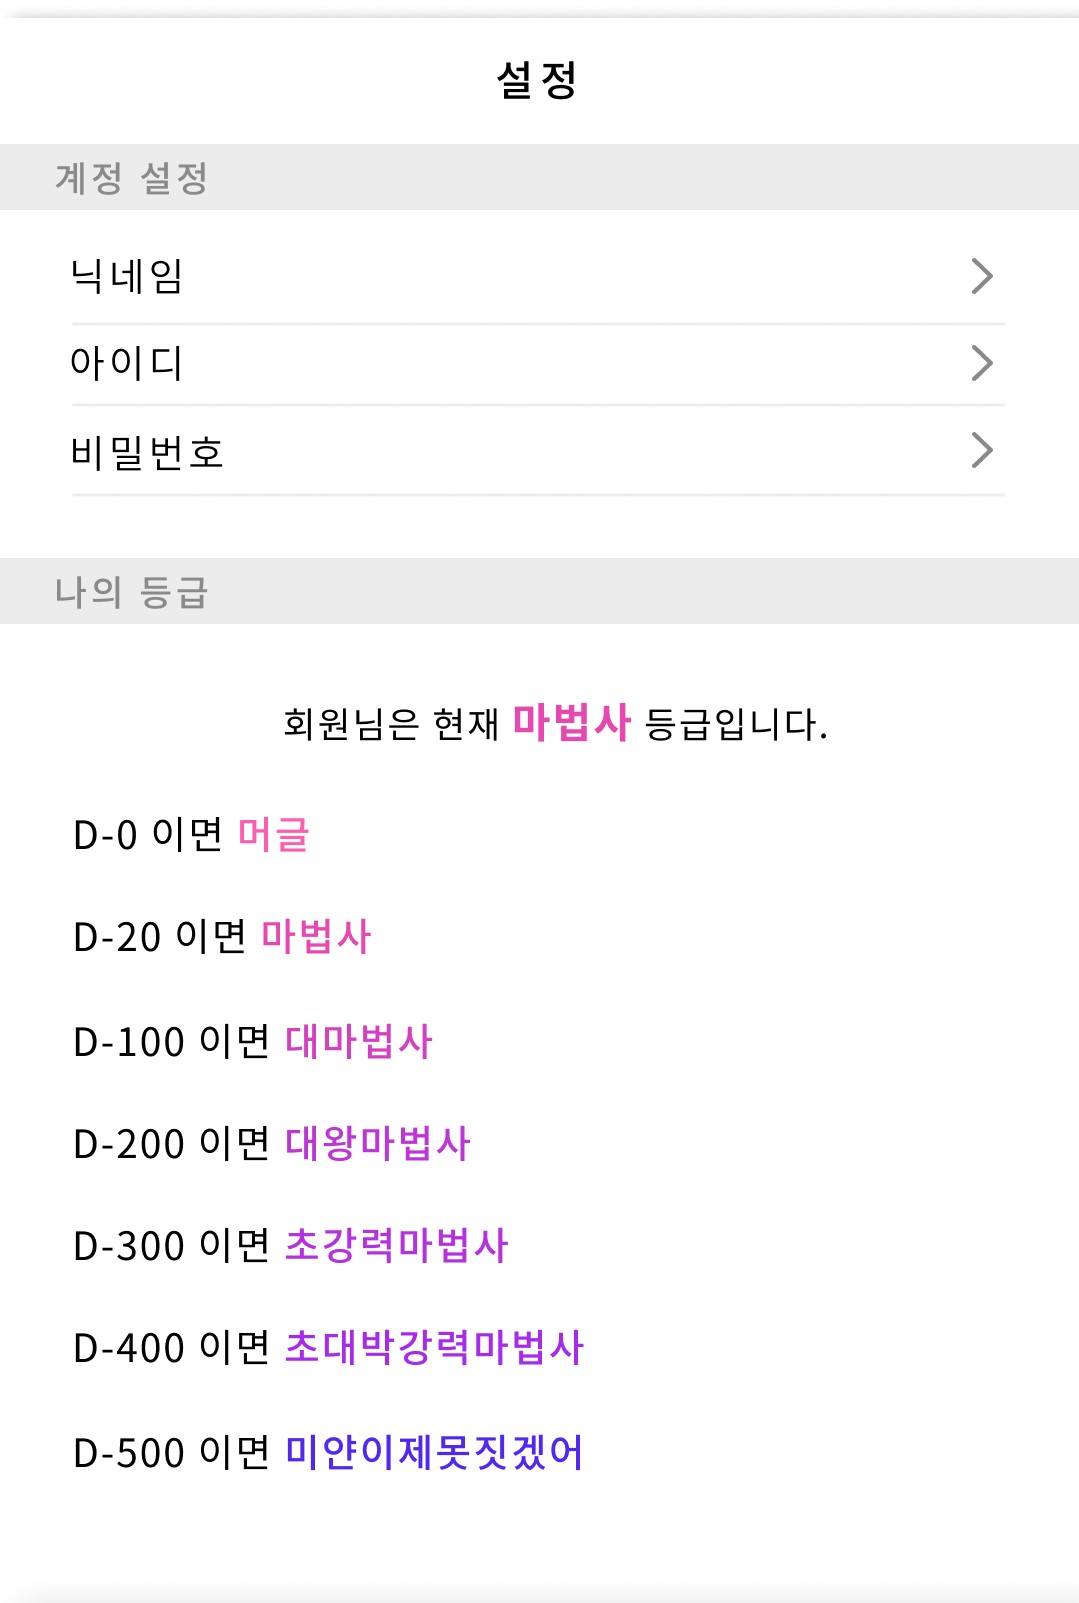 설정
계정 설정
닉네임
아이디
비밀번호
나의 등급
회원님은 현재 마법사 등급입니다.
D-0 이면 머글
D-20 이면 마법사
D-100 이면 대마법사
D-200 이면 대왕마법사
D-300 이면 초강력마법사
D-400 이면 초대박강력마법사
D-500 이면 미얀이제못짓겠어